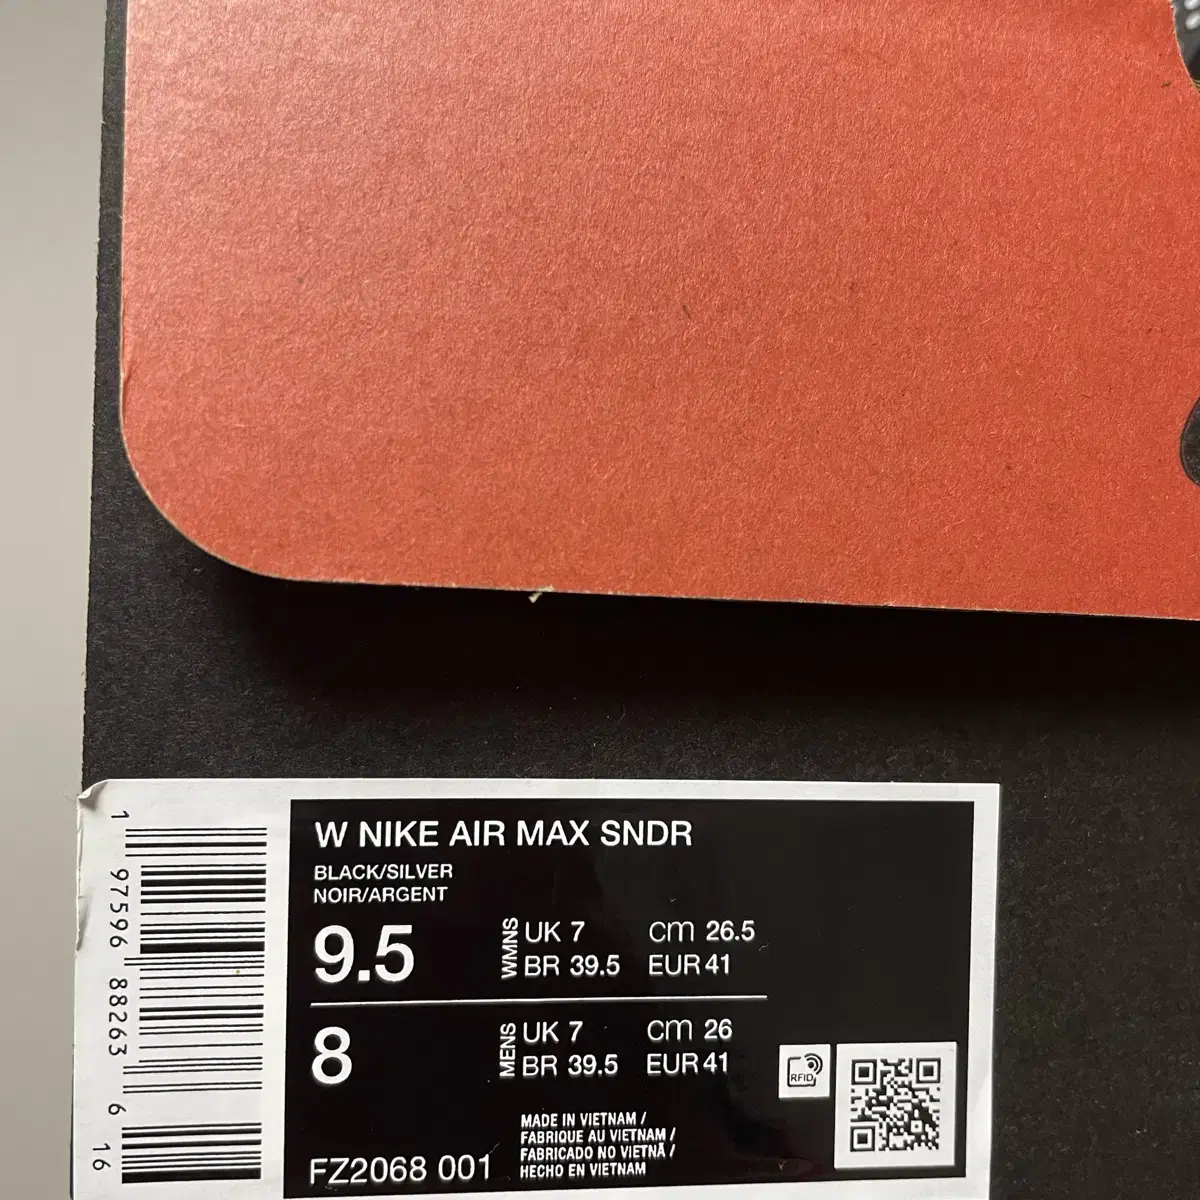 W NIKE AIR MAX SNDR
BLACK/SILVER
NOIR/ARGENT
9.5
WMNS
UK 7 cm 26.5
BR 39.5 EUR 41
8
MENS
UK 7 cm 26
BR 39.5 EUR 41
RFID
MADE IN VIETNAM /
FABRIQUE AU VIETNAM /
FABRICADO NO VIETNÃ /
HECHO EN VIETNAM
FZ2068 001
1 97596 88263 6 16